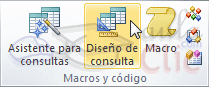 Asistente para consultas
Diseño de consulta
Macro
Macros y código